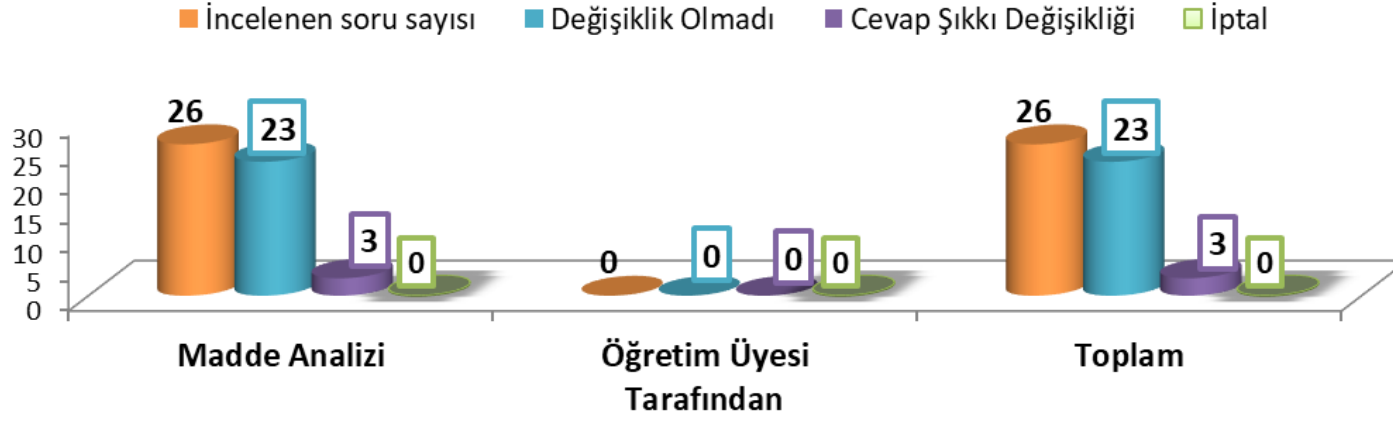 İncelenen soru sayısı Değişiklik Olmadı Cevap Şıkkı Değişikliği İptal
26 23 3 0 0 0 0 0 26 23 3 0
30
25
20
15
10
5
0
Madde Analizi Öğretim Üyesi Toplam
Tarafından